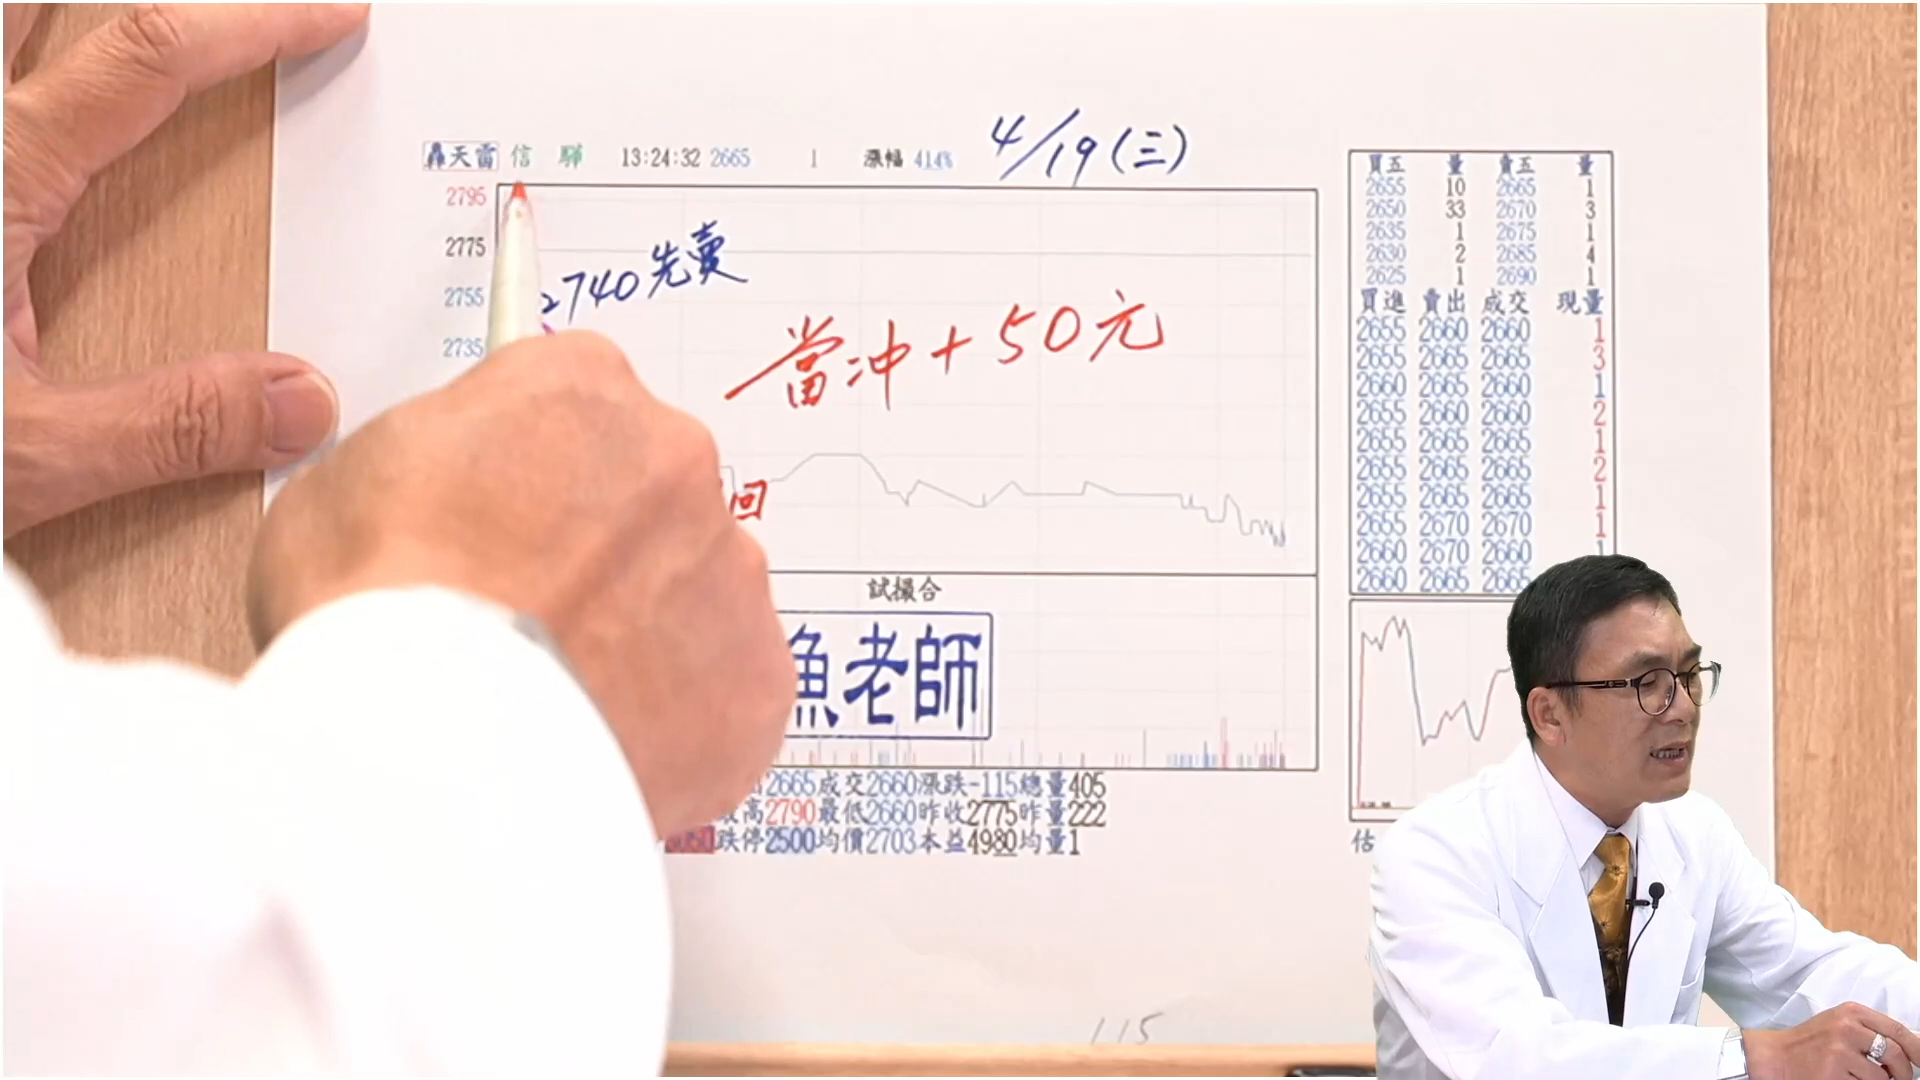 轟天雷 信 驊 13:24:32 2665 1 漲幅 4.14%
4/19(三)
2795
2775
2755
2735
2740先賣
當沖+50元
回
試撮合
魚老師
2665成交2660漲跌-115總量405
最高2790最低2660昨收2775昨量222
跌停2500均價2703本益4980均量1
買五 量 賣五 量
2655 10 2665 1
2650 33 2670 3
2635 1 2675 1
2630 2 2685 4
2625 1 2690 1
買進 賣出 成交 現量
2655 2660 2660 1
2655 2665 2665 3
2660 2665 2660 1
2655 2660 2660 2
2655 2665 2665 1
2655 2665 2665 2
2655 2665 2665 1
2655 2670 2670 1
2660 2670 2660 1
2660 2665 2665
估
115